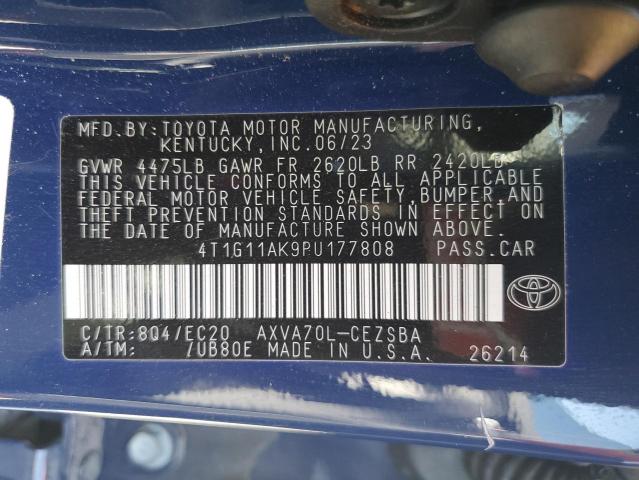 MFD. BY: TOYOTA MOTOR MANUFACTURING,
KENTUCKY, INC. 06/23
GVWR 4475LB GAWR FR 2620LB RR 2420LB
THIS VEHICLE CONFORMS TO ALL APPLICABLE
FEDERAL MOTOR VEHICLE SAFETY, BUMPER, AND
THEFT PREVENTION STANDARDS IN EFFECT ON
THE DATE OF MANUFACTURE SHOWN ABOVE.
4T1G11AK9PU177808 PASS. CAR
C/TR: 8Q4/EC20 AXVA70L-CEZSBA
A/TM: /UB80E MADE IN U.S.A. 26214